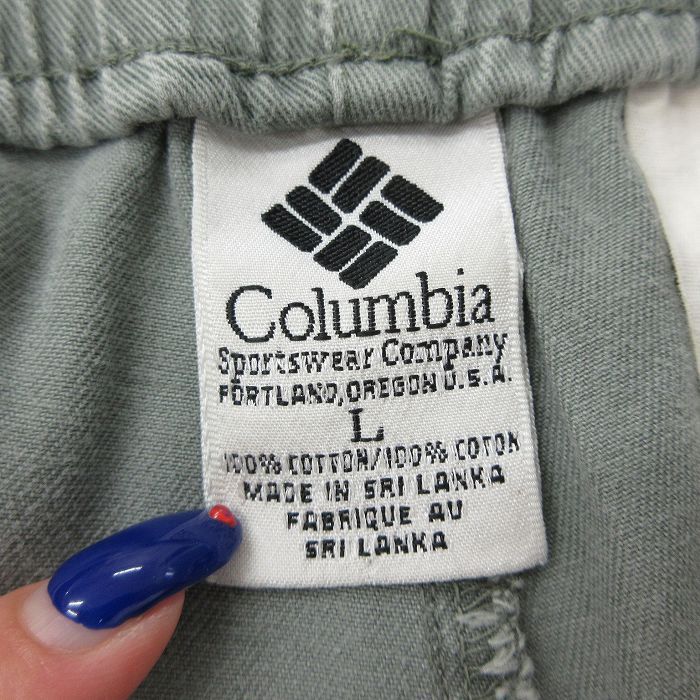 Columbia
Sportswear Company
PORTLAND, OREGON U.S.A.
L
100% COTTON/100% COTON
MADE IN SRI LANKA
FABRIQUE AU
SRI LANKA